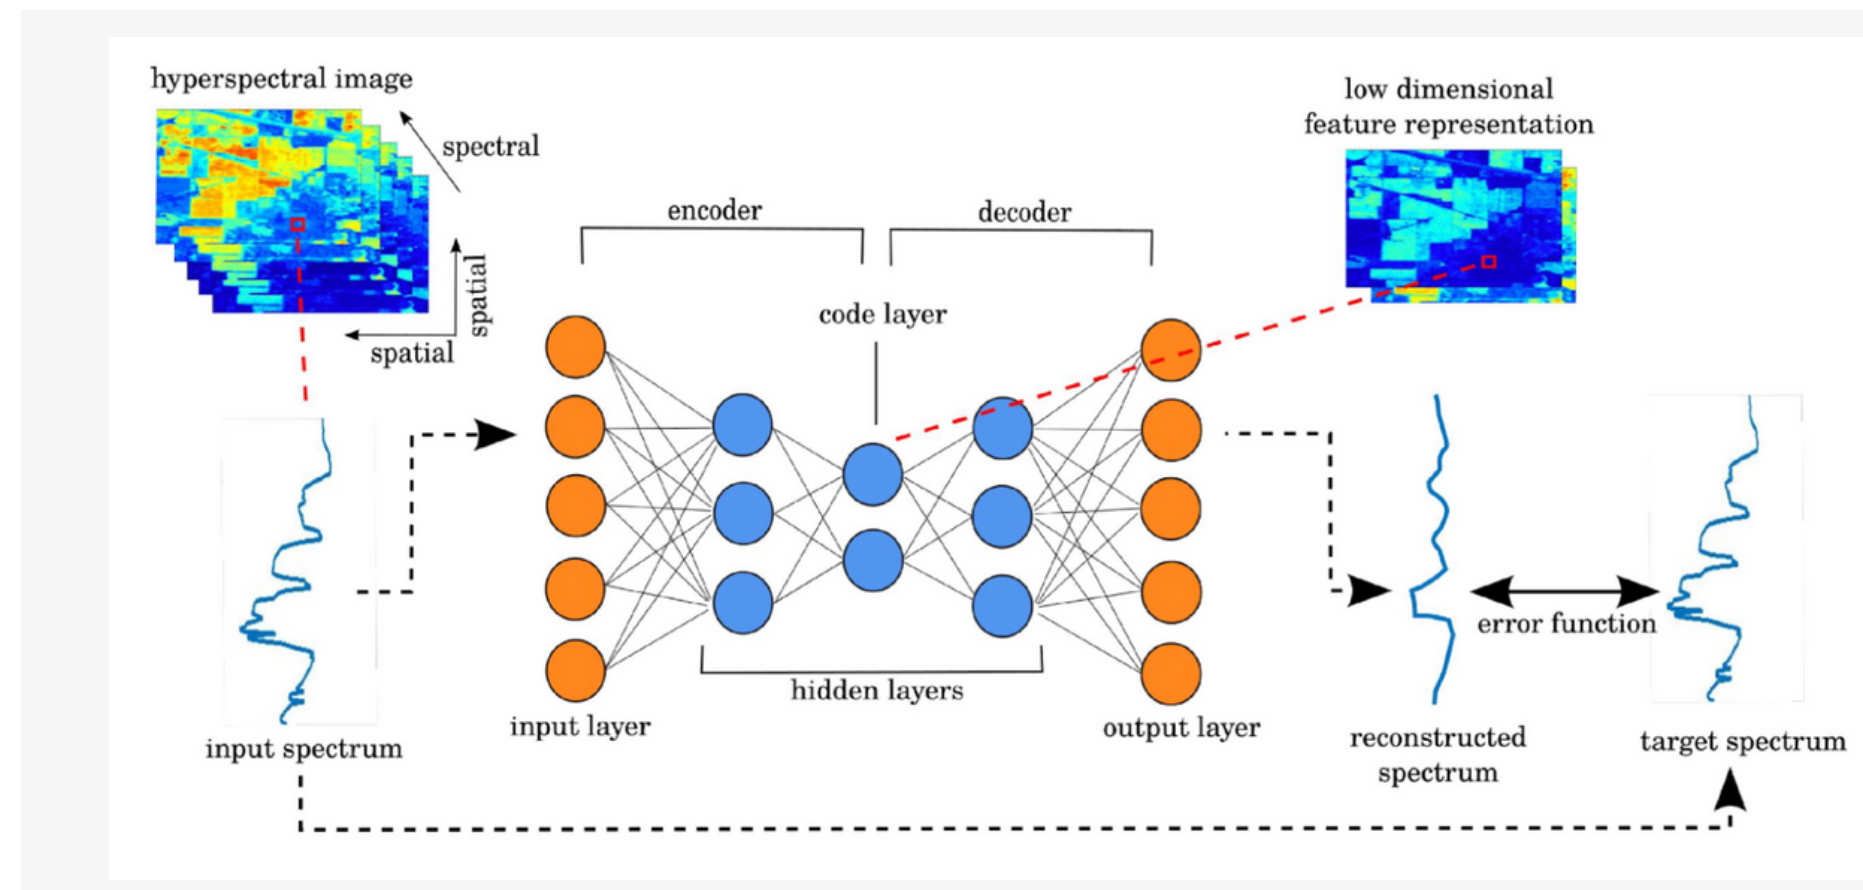 hyperspectral image
spectral
spatial
spatial
encoder
decoder
code layer
low dimensional
feature representation
hidden layers
input layer
output layer
input spectrum
reconstructed
spectrum
error function
target spectrum